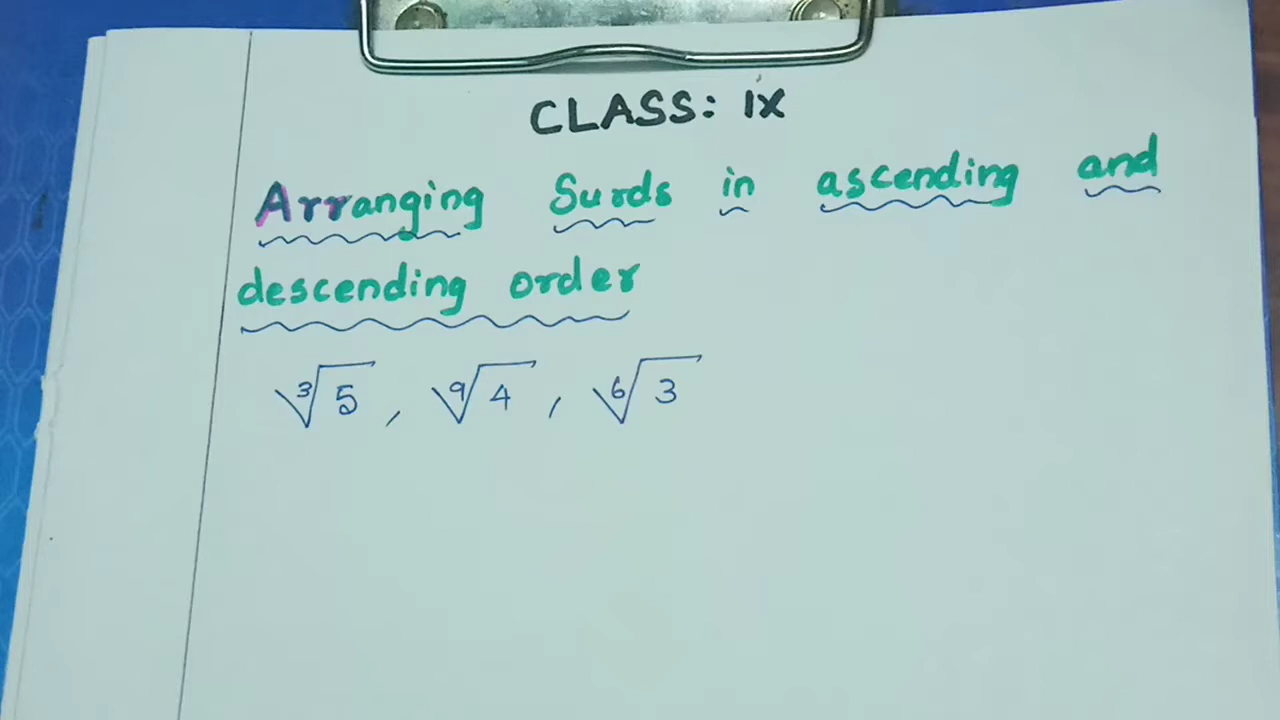 CLASS: IX
Arranging Surds in ascending and
descending order
∛5, ⁹√4, ⁶√3